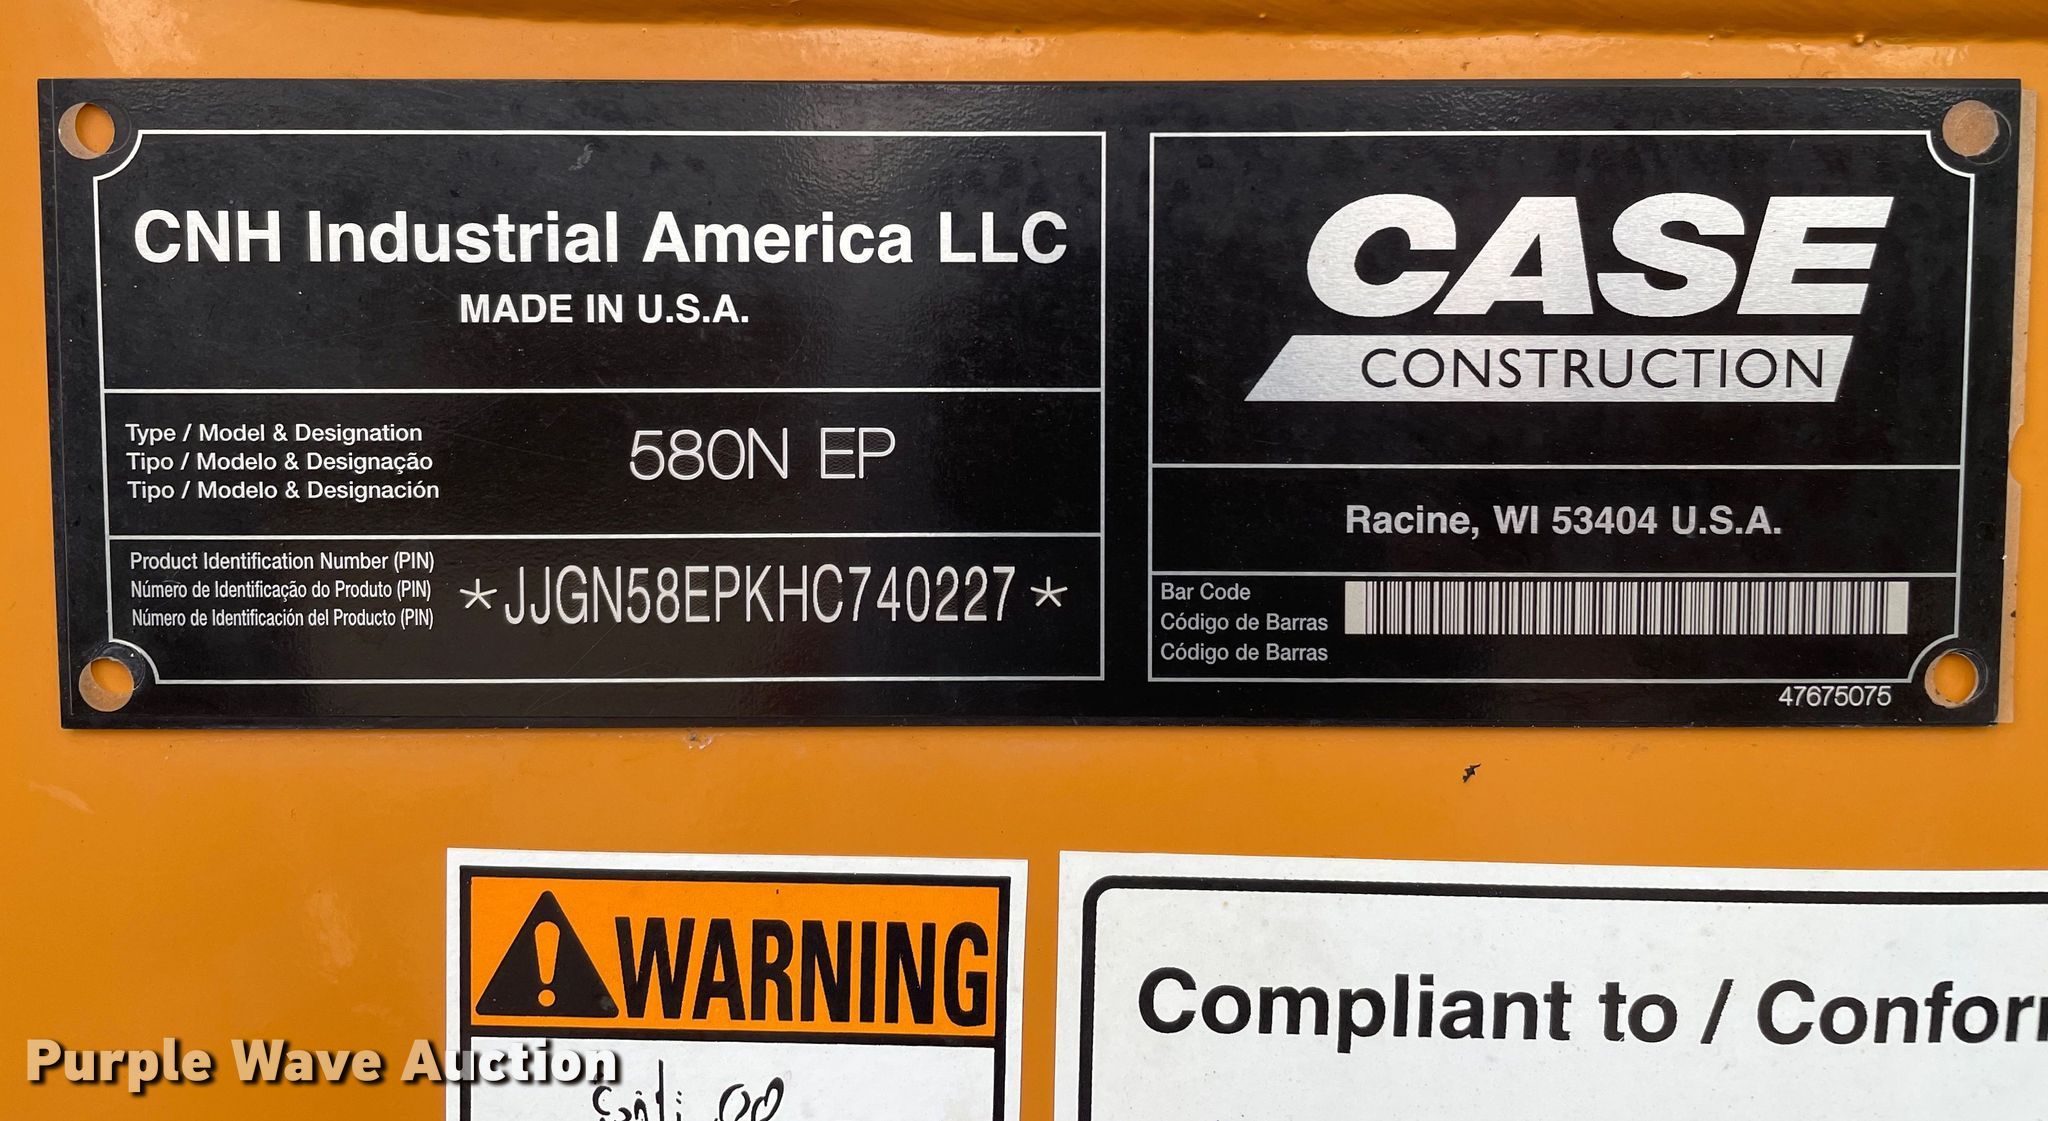 CNH Industrial America LLC
MADE IN U.S.A.
Type / Model & Designation
Tipo / Modelo & Designação
Tipo / Modelo & Designación
580N EP
Product Identification Number (PIN)
Número de Identificação do Produto (PIN)
Número de Identificación del Producto (PIN)
*JJGN58EPKHC740227*
CASE
CONSTRUCTION
Racine, WI 53404 U.S.A.
Bar Code
Código de Barras
Código de Barras
47675075
WARNING
Compliant to / Confor
Purple Wave Auction